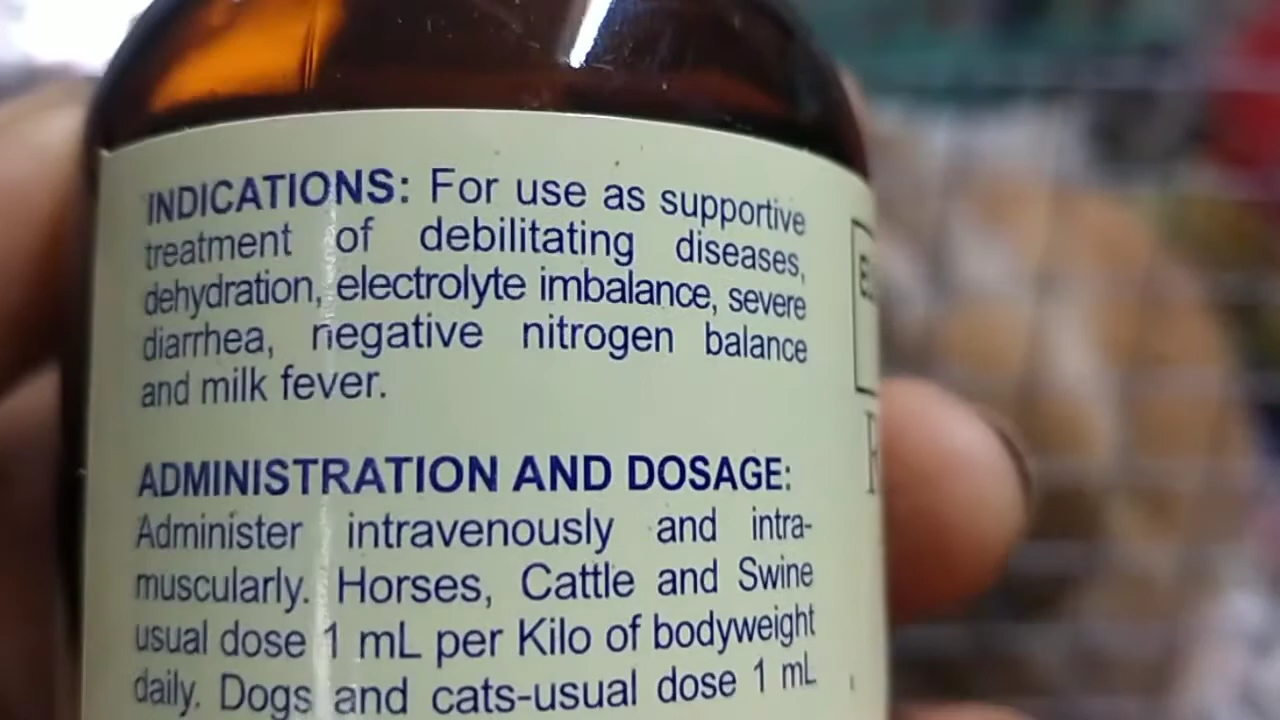 INDICATIONS: For use as supportive
treatment of debilitating diseases,
dehydration, electrolyte imbalance, severe
diarrhea, negative nitrogen balance
and milk fever.
ADMINISTRATION AND DOSAGE:
Administer intravenously and intra-
muscularly. Horses, Cattle and Swine
usual dose 1 mL per Kilo of bodyweight
daily. Dogs and cats-usual dose 1 mL